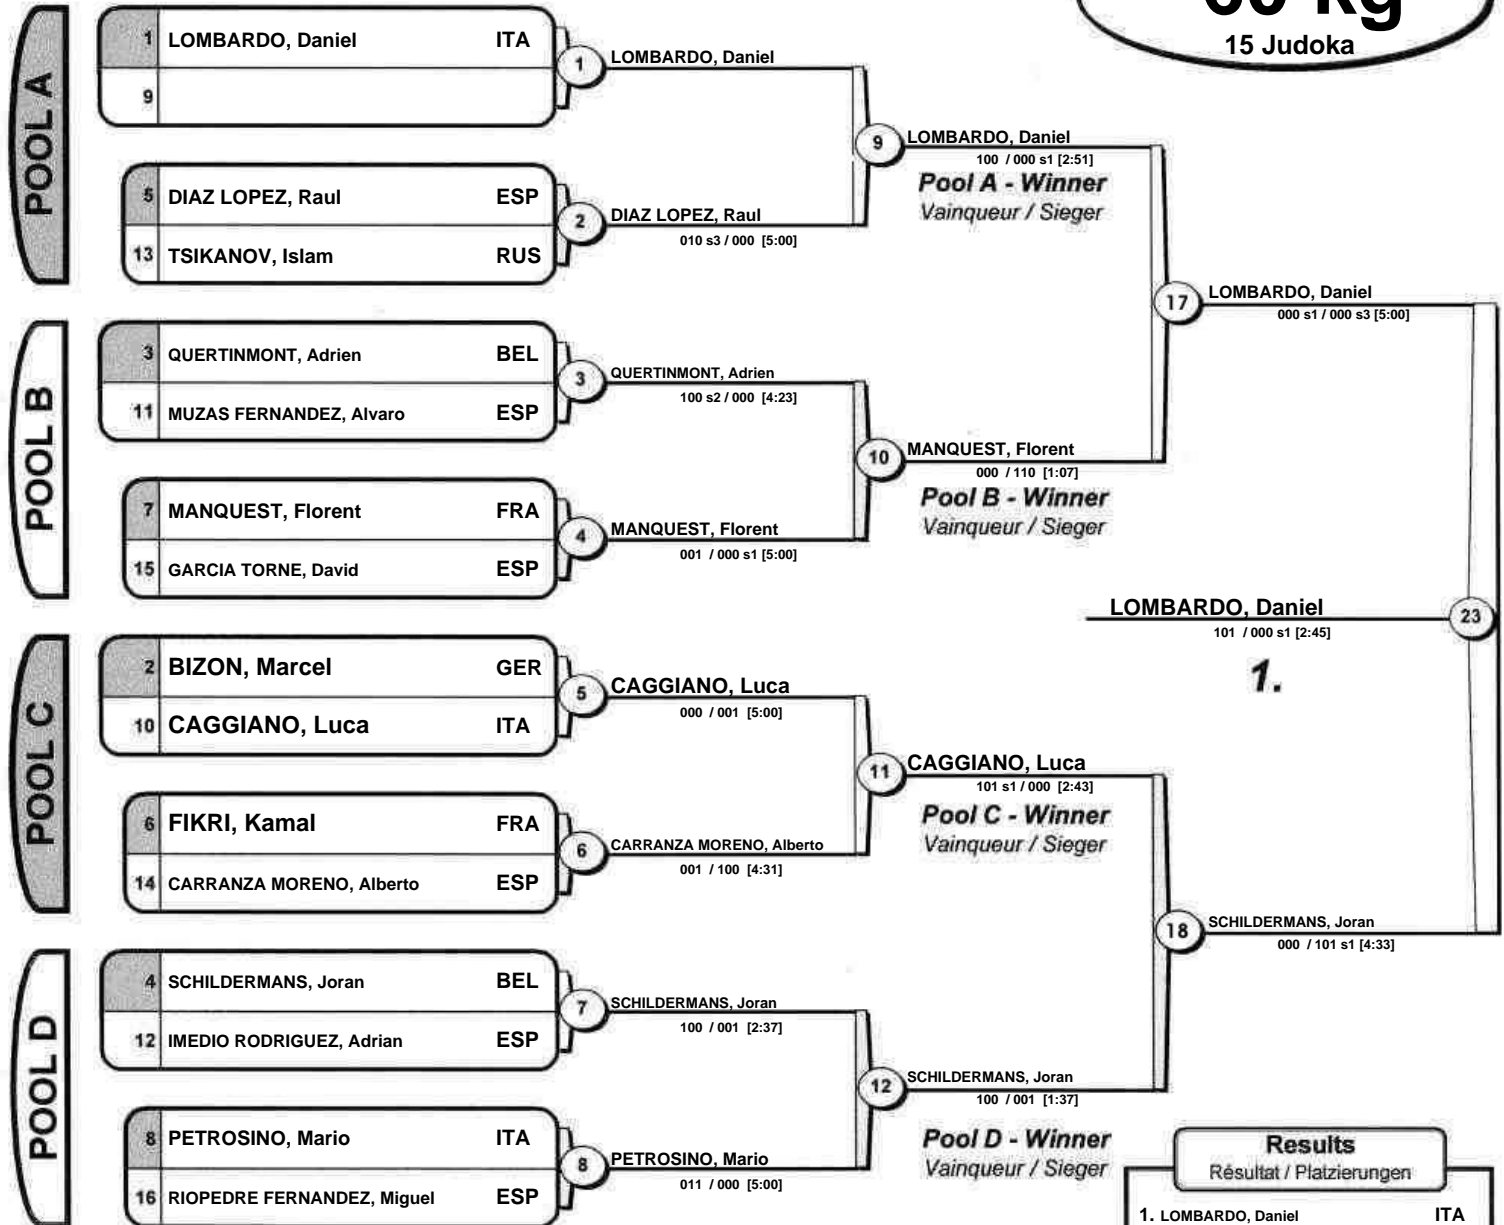 15 Judoka
POOL A
1 LOMBARDO, Daniel ITA
9
1 LOMBARDO, Daniel
5 DIAZ LOPEZ, Raul ESP
13 TSIKANOV, Islam RUS
2 DIAZ LOPEZ, Raul
010 s3 / 000 [5:00]
9 LOMBARDO, Daniel
100 / 000 s1 [2:51]
Pool A - Winner
Vainqueur / Sieger
POOL B
3 QUERTINMONT, Adrien BEL
11 MUZAS FERNANDEZ, Alvaro ESP
3 QUERTINMONT, Adrien
100 s2 / 000 [4:23]
7 MANQUEST, Florent FRA
15 GARCIA TORNE, David ESP
4 MANQUEST, Florent
001 / 000 s1 [5:00]
10 MANQUEST, Florent
000 / 110 [1:07]
Pool B - Winner
Vainqueur / Sieger
17 LOMBARDO, Daniel
000 s1 / 000 s3 [5:00]
LOMBARDO, Daniel 23
101 / 000 s1 [2:45]
1.
POOL C
2 BIZON, Marcel GER
10 CAGGIANO, Luca ITA
5 CAGGIANO, Luca
000 / 001 [5:00]
6 FIKRI, Kamal FRA
14 CARRANZA MORENO, Alberto ESP
6 CARRANZA MORENO, Alberto
001 / 100 [4:31]
11 CAGGIANO, Luca
101 s1 / 000 [2:43]
Pool C - Winner
Vainqueur / Sieger
POOL D
4 SCHILDERMANS, Joran BEL
12 IMEDIO RODRIGUEZ, Adrian ESP
7 SCHILDERMANS, Joran
100 / 001 [2:37]
8 PETROSINO, Mario ITA
16 RIOPEDRE FERNANDEZ, Miguel ESP
8 PETROSINO, Mario
011 / 000 [5:00]
12 SCHILDERMANS, Joran
100 / 001 [1:37]
Pool D - Winner
Vainqueur / Sieger
18 SCHILDERMANS, Joran
000 / 101 s1 [4:33]
Results
Résultat / Platzierungen
1. LOMBARDO, Daniel ITA